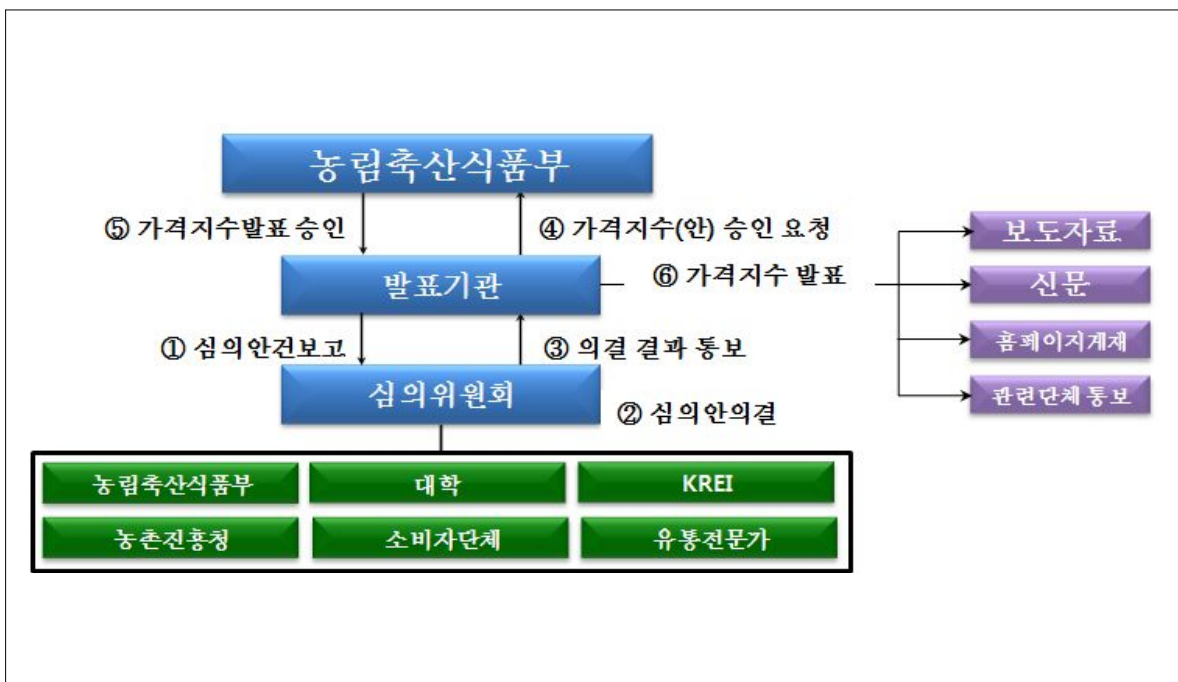 농림축산식품부
⑤ 가격지수발표 승인
④ 가격지수(안) 승인 요청
보도자료
발표기관
⑥ 가격지수 발표
신문
① 심의안건보고
③ 의결 결과 통보
홈페이지게재
심의위원회
② 심의안의결
관련단체 통보
농림축산식품부
대학
KREI
농촌진흥청
소비자단체
유통전문가